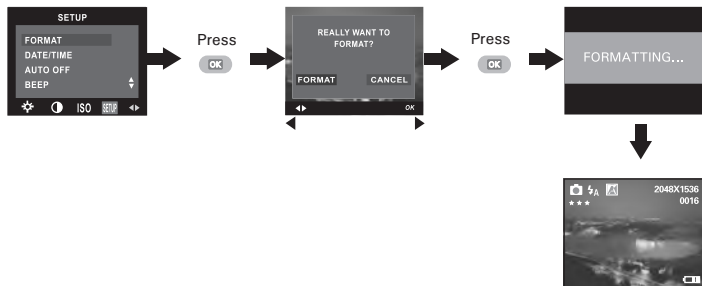 SETUP
FORMAT
DATE/TIME
AUTO OFF
BEEP
ISO SETUP
Press
OK
REALLY WANT TO
FORMAT?
FORMAT CANCEL
OK
Press
OK
FORMATTING...
A 2048X1536
★★★ 0016